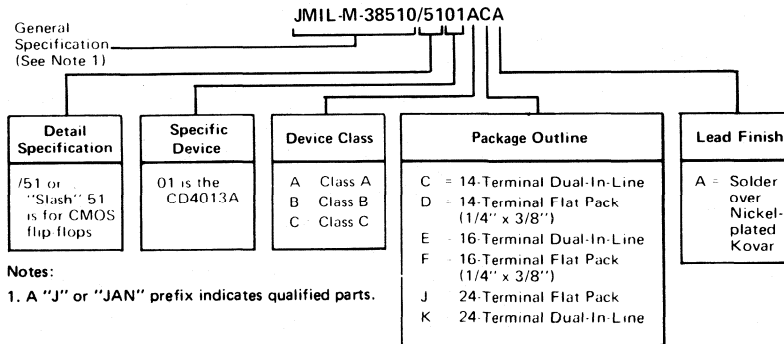 JMIL-M-38510/5101ACA
General
Specification
(See Note 1)
Detail
Specification
/51 or
"Slash" 51
is for CMOS
flip-flops
Specific
Device
01 is the
CD4013A
Device Class
A Class A
B Class B
C Class C
Package Outline
C = 14-Terminal Dual-In-Line
D = 14-Terminal Flat Pack
(1/4" x 3/8")
E = 16-Terminal Dual-In-Line
F = 16-Terminal Flat Pack
(1/4" x 3/8")
J 24-Terminal Flat Pack
K 24-Terminal Dual-In-Line
Lead Finish
A = Solder
over
Nickel-
plated
Kovar
Notes:
1. A "J" or "JAN" prefix indicates qualified parts.